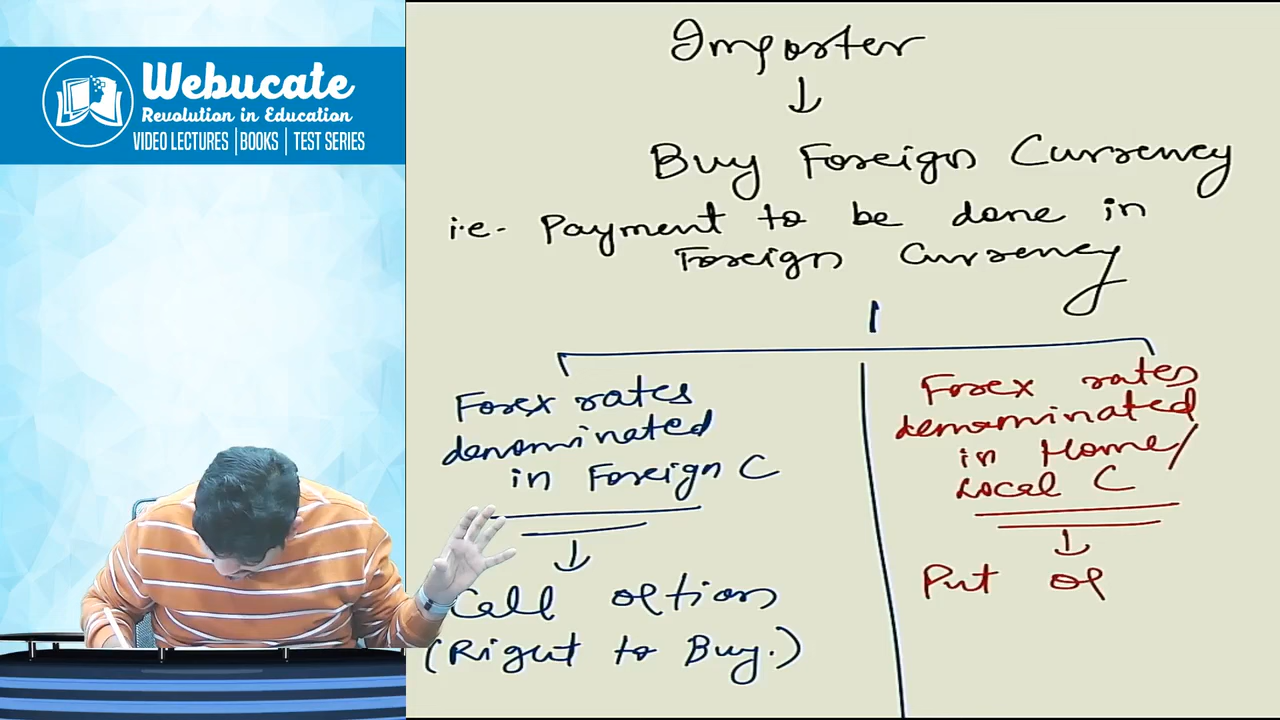 Webucate
Revolution in Education
VIDEO LECTURES | BOOKS | TEST SERIES
Importer
↓
Buy Foreign Currency
i.e- Payment to be done in
Foreign Currency
Forex rates
denominated
in Foreign C
↓
Call option
(Right to Buy.)
Forex rates
denominated
in Home/
Local C
↓
Put op